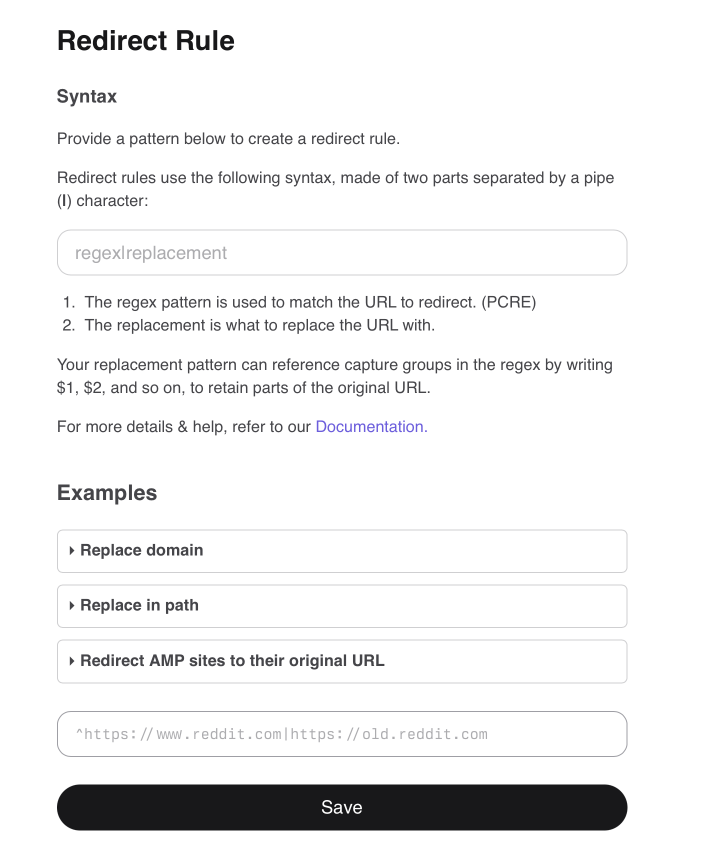 Redirect Rule
Syntax
Provide a pattern below to create a redirect rule.
Redirect rules use the following syntax, made of two parts separated by a pipe
(|) character:
regex|replacement
1. The regex pattern is used to match the URL to redirect. (PCRE)
2. The replacement is what to replace the URL with.
Your replacement pattern can reference capture groups in the regex by writing
$1, $2, and so on, to retain parts of the original URL.
For more details & help, refer to our Documentation.
Examples
Replace domain
Replace in path
Redirect AMP sites to their original URL
^https://www.reddit.com|https://old.reddit.com
Save